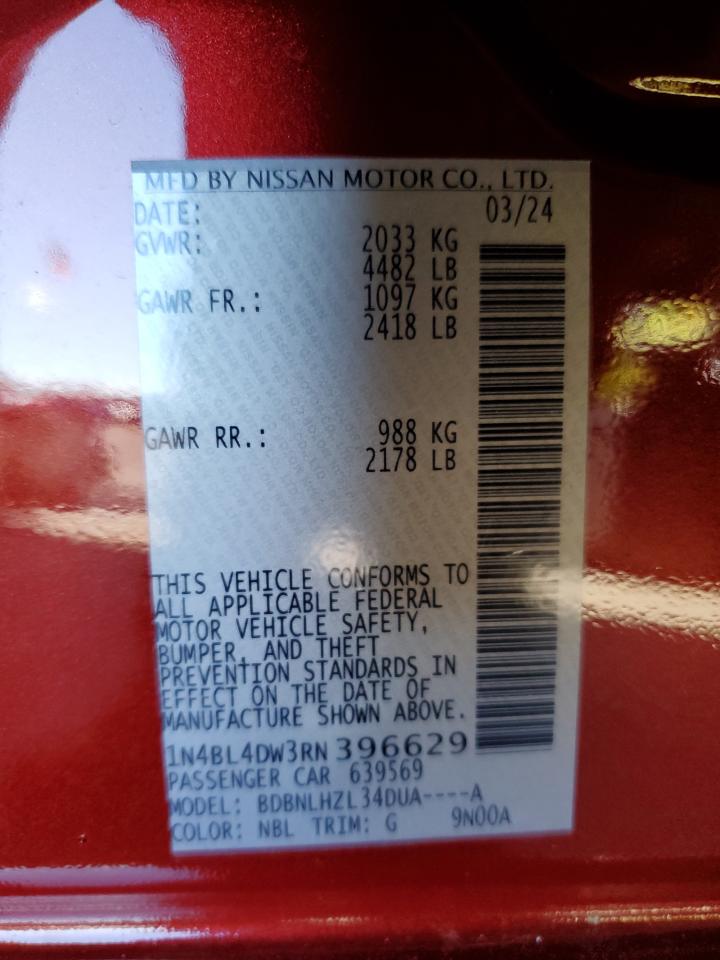 MFD BY NISSAN MOTOR CO., LTD.
DATE: 03/24
GVWR: 2033 KG
4482 LB
GAWR FR.: 1097 KG
2418 LB
GAWR RR.: 988 KG
2178 LB
THIS VEHICLE CONFORMS TO
ALL APPLICABLE FEDERAL
MOTOR VEHICLE SAFETY,
BUMPER, AND THEFT
PREVENTION STANDARDS IN
EFFECT ON THE DATE OF
MANUFACTURE SHOWN ABOVE.
1N4BL4DW3RN 396629
PASSENGER CAR 639569
MODEL: BDBNLHZL34DUA----A
COLOR: NBL TRIM: G 9N00A